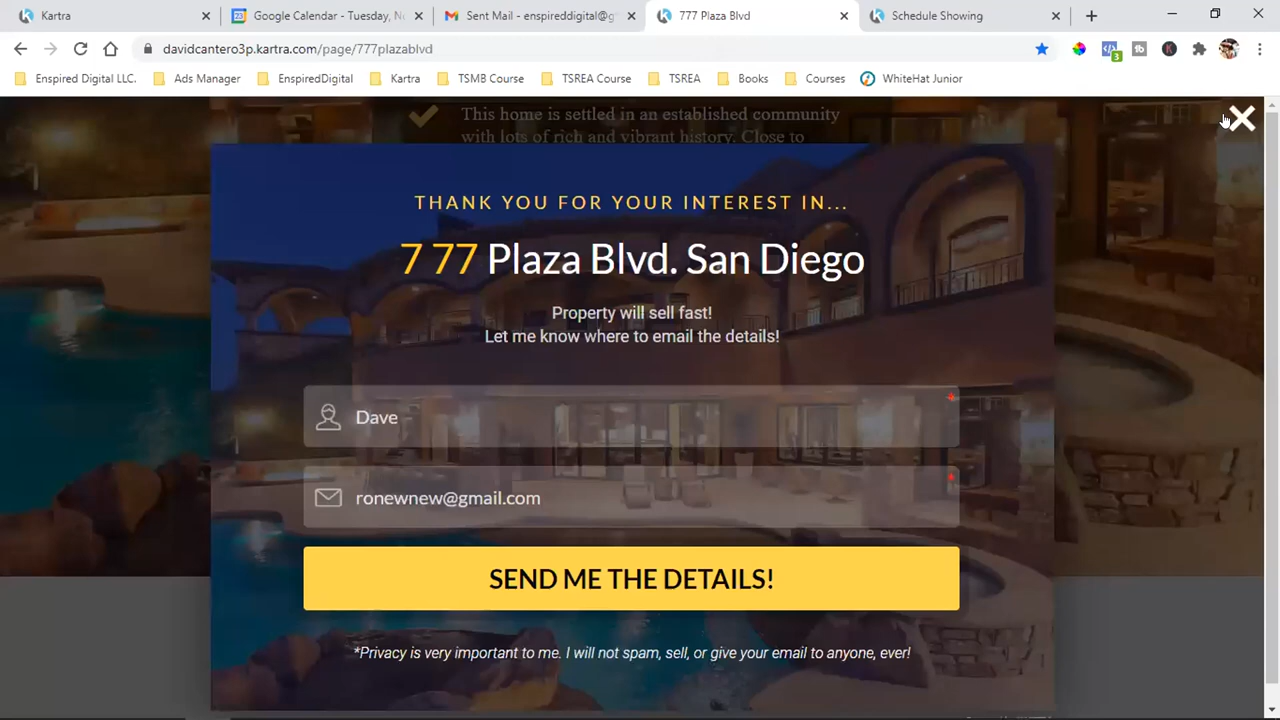 Kartra
Google Calendar - Tuesday, No
Sent Mail - enspireddigital@g
777 Plaza Blvd
Schedule Showing
davidcantero3p.kartra.com/page/777plazablvd
3
Enspired Digital LLC.
Ads Manager
EnspiredDigital
Kartra
TSMB Course
TSREA Course
TSREA
Books
Courses
WhiteHat Junior
This home is settled in an established community
with lots of rich and vibrant history. Close to
THANK YOU FOR YOUR INTEREST IN...
7 77 Plaza Blvd. San Diego
Property will sell fast!
Let me know where to email the details!
Dave
ronewnew@gmail.com
SEND ME THE DETAILS!
*Privacy is very important to me. I will not spam, sell, or give your email to anyone, ever!